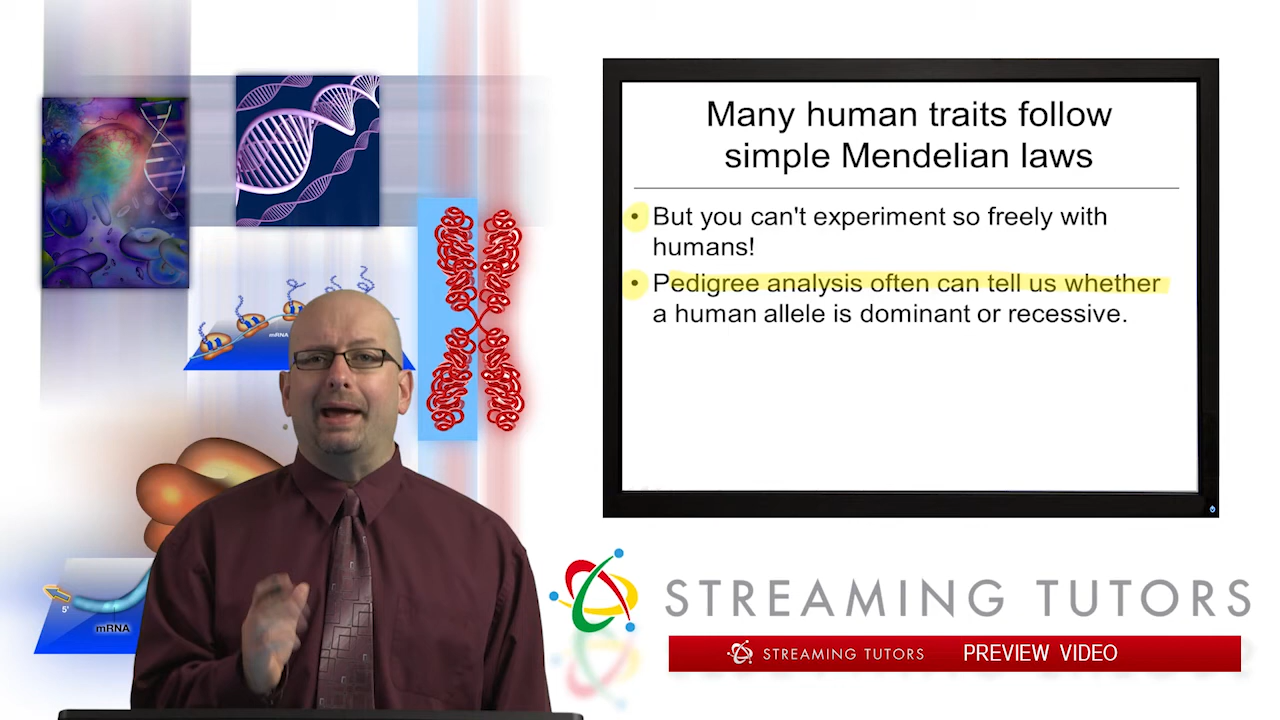 Many human traits follow
simple Mendelian laws
• But you can't experiment so freely with
humans!
• Pedigree analysis often can tell us whether
a human allele is dominant or recessive.
mRNA
5'
mRNA
STREAMING TUTORS
STREAMING TUTORS PREVIEW VIDEO